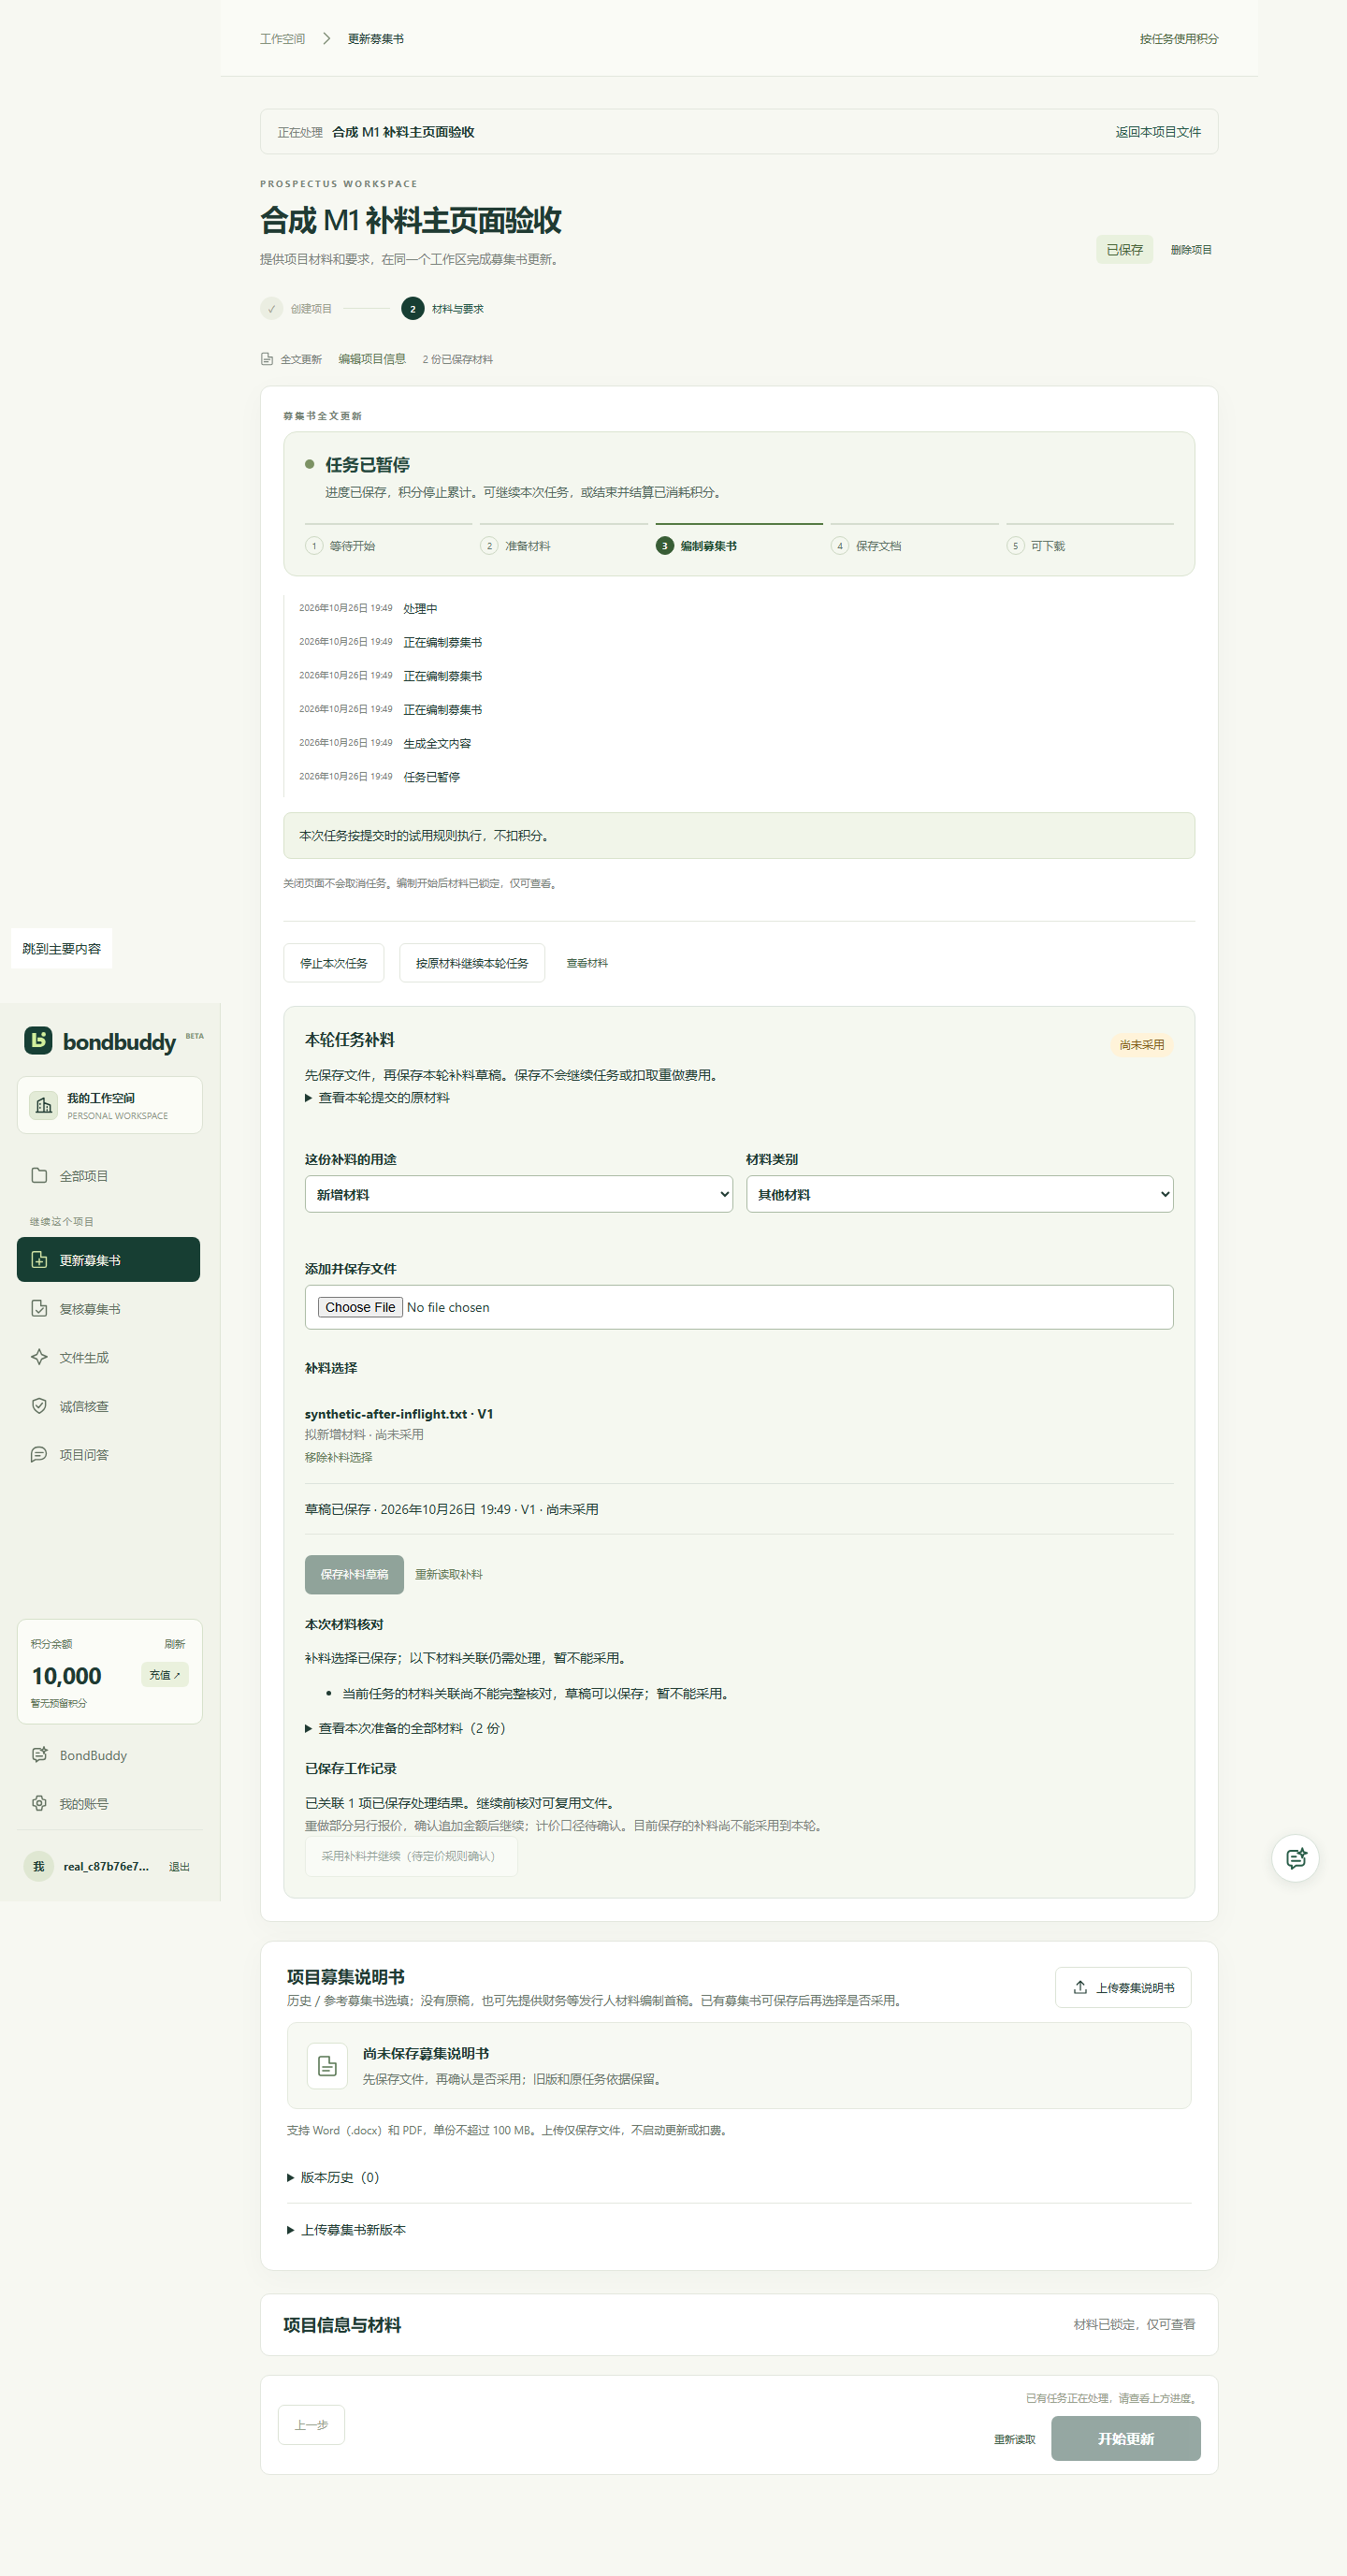 工作空间
更新募集书
按任务使用积分
正在处理 合成 M1 补料主页面验收
返回本项目文件
PROSPECTUS WORKSPACE
合成 M1 补料主页面验收
提供项目材料和要求，在同一个工作区完成募集书更新。
已保存
删除项目
✓ 创建项目
2 材料与要求
全文更新
编辑项目信息
2 份已保存材料
募集书全文更新
任务已暂停
进度已保存，积分停止累计。可继续本次任务，或结束并结算已消耗积分。
1 等待开始
2 准备材料
3 编制募集书
4 保存文档
5 可下载
2026年10月26日 19:49 处理中
2026年10月26日 19:49 正在编制募集书
2026年10月26日 19:49 正在编制募集书
2026年10月26日 19:49 正在编制募集书
2026年10月26日 19:49 生成全文内容
2026年10月26日 19:49 任务已暂停
本次任务按提交时的试用规则执行，不扣积分。
关闭页面不会取消任务。编制开始后材料已锁定，仅可查看。
停止本次任务
按原材料继续本轮任务
查看材料
跳到主要内容
bondbuddy BETA
我的工作空间
PERSONAL WORKSPACE
全部项目
继续这个项目
更新募集书
复核募集书
文件生成
诚信核查
项目问答
积分余额
刷新
10,000
充值 ↗
暂无预留积分
BondBuddy
我的账号
我 real_c87b76e7... 退出
本轮任务补料
尚未采用
先保存文件，再保存本轮补料草稿。保存不会继续任务或扣取重做费用。
▶ 查看本轮提交的原材料
这份补料的用途
材料类别
新增材料
其他材料
添加并保存文件
Choose File No file chosen
补料选择
synthetic-after-inflight.txt · V1
拟新增材料 · 尚未采用
移除补料选择
草稿已保存 · 2026年10月26日 19:49 · V1 · 尚未采用
保存补料草稿
重新读取补料
本次材料核对
补料选择已保存；以下材料关联仍需处理，暂不能采用。
• 当前任务的材料关联尚不能完整核对，草稿可以保存；暂不能采用。
▶ 查看本次准备的全部材料（2 份）
已保存工作记录
已关联 1 项已保存处理结果。继续前核对可复用文件。
重做部分另行报价，确认追加金额后继续；计价口径待确认。目前保存的补料尚不能采用到本轮。
采用补料并继续（待定价规则确认）
项目募集说明书
历史 / 参考募集书选填；没有原稿，也可先提供财务等发行人材料编制首稿。已有募集书可保存后再选择是否采用。
上传募集说明书
尚未保存募集说明书
先保存文件，再确认是否采用；旧版和原任务依据保留。
支持 Word（.docx）和 PDF，单份不超过 100 MB。上传仅保存文件，不启动更新或扣费。
▶ 版本历史（0）
▶ 上传募集书新版本
项目信息与材料
材料已锁定，仅可查看
上一步
已有任务正在处理，请查看上方进度。
重新读取
开始更新